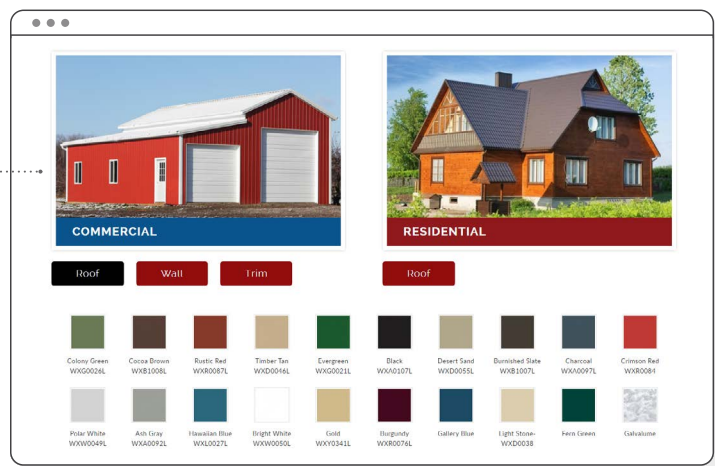 COMMERCIAL
RESIDENTIAL
Roof Wall Trim Roof
Colony Green Cocoa Brown Rustic Red Timber Tan Evergreen Black Desert Sand Burnished Slate Charcoal Crimson Red
WXG0026L WXB1008L WXR0087L WXD0046L WXG0021L WXA0107L WXD0055L WXB1007L WXA0097L WXR0084
Polar White Ash Gray Hawaiian Blue Bright White Gold Burgundy Gallery Blue Light Stone- Fern Green Galvalume
WXW0049L WXA0092L WXL0027L WXW0050L WXY0341L WXR0076L WXD0038